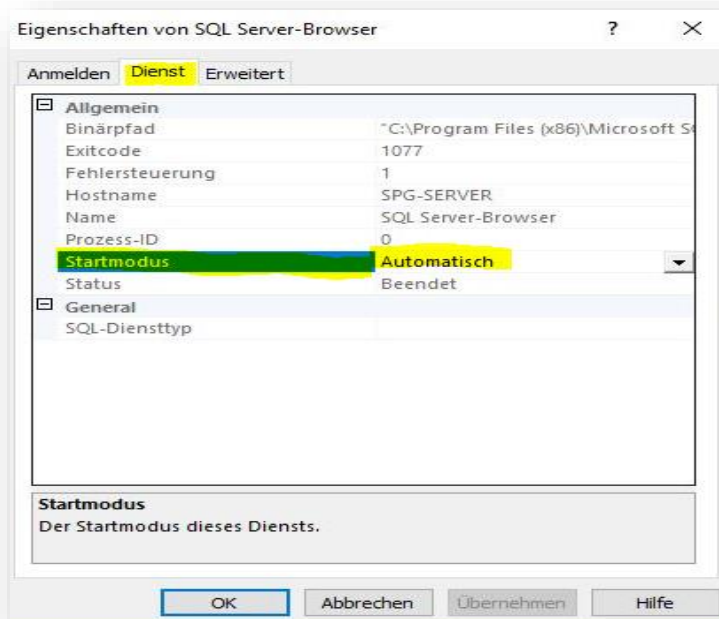 Eigenschaften von SQL Server-Browser ?
Anmelden Dienst Erweitert
Allgemein
Binärpfad "C:\Program Files (x86)\Microsoft
Exitcode 1077
Fehlersteuerung 1
Hostname SPG-SERVER
Name SQL Server-Browser
Prozess-ID 0
Startmodus Automatisch
Status Beendet
General
SQL-Diensttyp
Startmodus
Der Startmodus dieses Diensts.
OK Abbrechen Übernehmen Hilfe